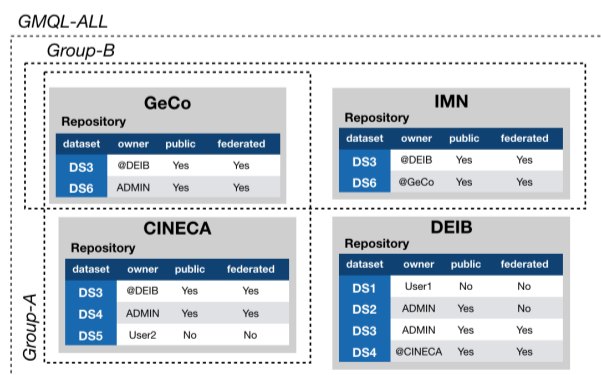 GMQL-ALL
Group-B
GeCo
Repository
dataset owner public federated
DS3 @DEIB Yes Yes
DS6 ADMIN Yes Yes
IMN
Repository
dataset owner public federated
DS3 @DEIB Yes Yes
DS6 @GeCo Yes Yes
CINECA
Repository
dataset owner public federated
DS3 @DEIB Yes Yes
DS4 ADMIN Yes Yes
DS5 User2 No No
DEIB
Repository
dataset owner public federated
DS1 User1 No No
DS2 ADMIN Yes No
DS3 ADMIN Yes Yes
DS4 @CINECA Yes Yes
Group-A